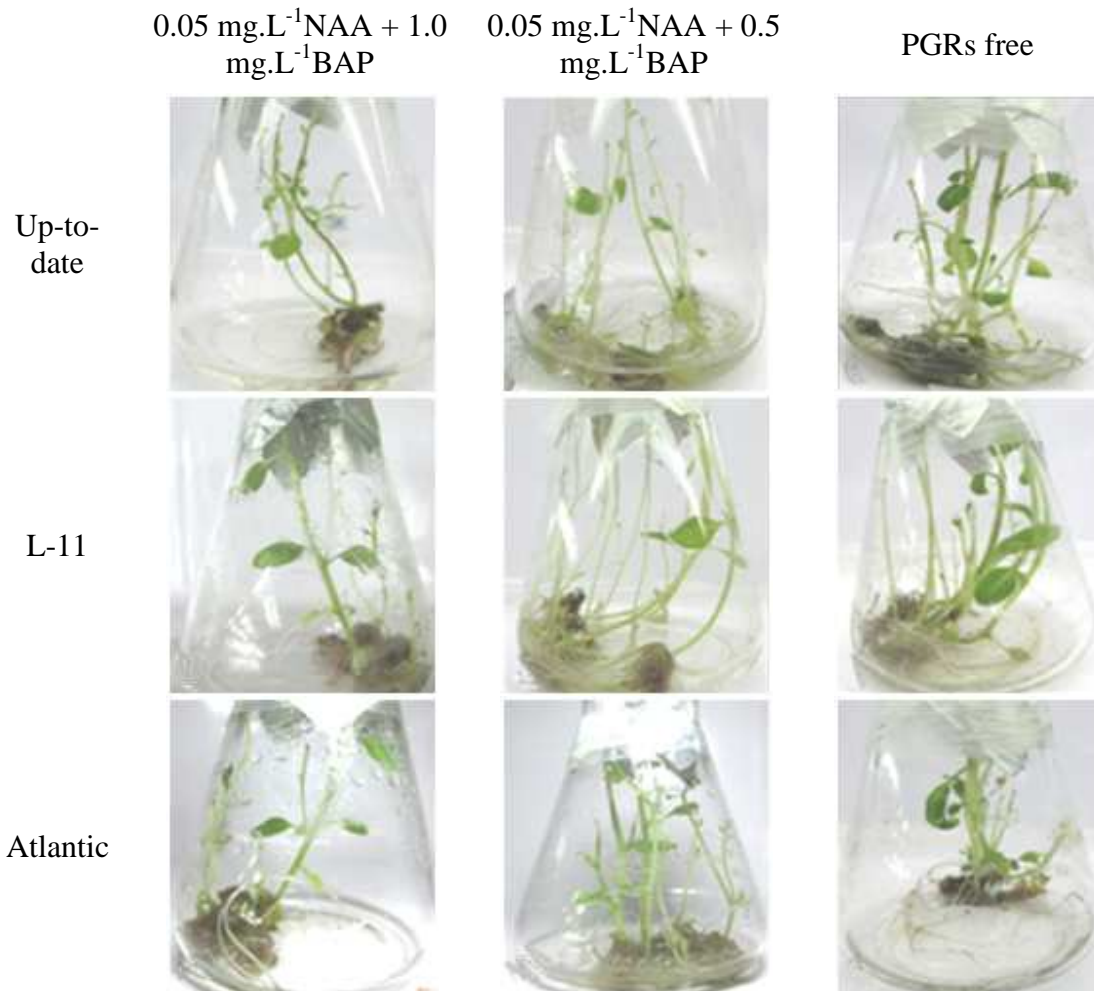 0.05 mg.L⁻¹NAA + 1.0
mg.L⁻¹BAP
0.05 mg.L⁻¹NAA + 0.5
mg.L⁻¹BAP
PGRs free
Up-to-
date
L-11
Atlantic